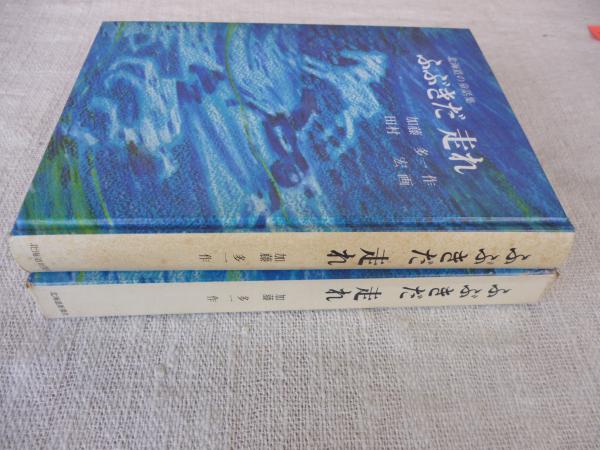 北海道の童話集
ふぶきだ 走れ
加藤 多一 作
田村 宏 画
ふぶきだ 走れ
加藤 多一 作
ふぶきだ 走れ
加藤 多一 作